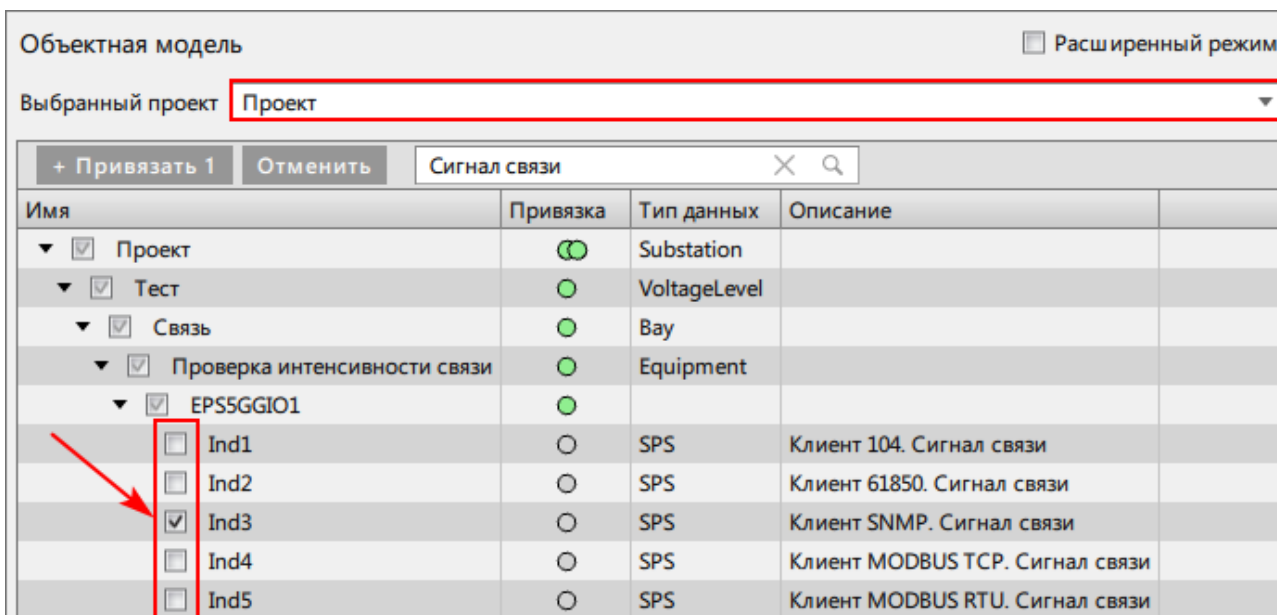 Объектная модель Расширенный режим
Выбранный проект Проект
+ Привязать 1 Отменить Сигнал связи
Имя Привязка Тип данных Описание
Проект Substation
Тест VoltageLevel
Связь Bay
Проверка интенсивности связи Equipment
EPS5GGIO1
Ind1 SPS Клиент 104. Сигнал связи
Ind2 SPS Клиент 61850. Сигнал связи
Ind3 SPS Клиент SNMP. Сигнал связи
Ind4 SPS Клиент MODBUS TCP. Сигнал связи
Ind5 SPS Клиент MODBUS RTU. Сигнал связи